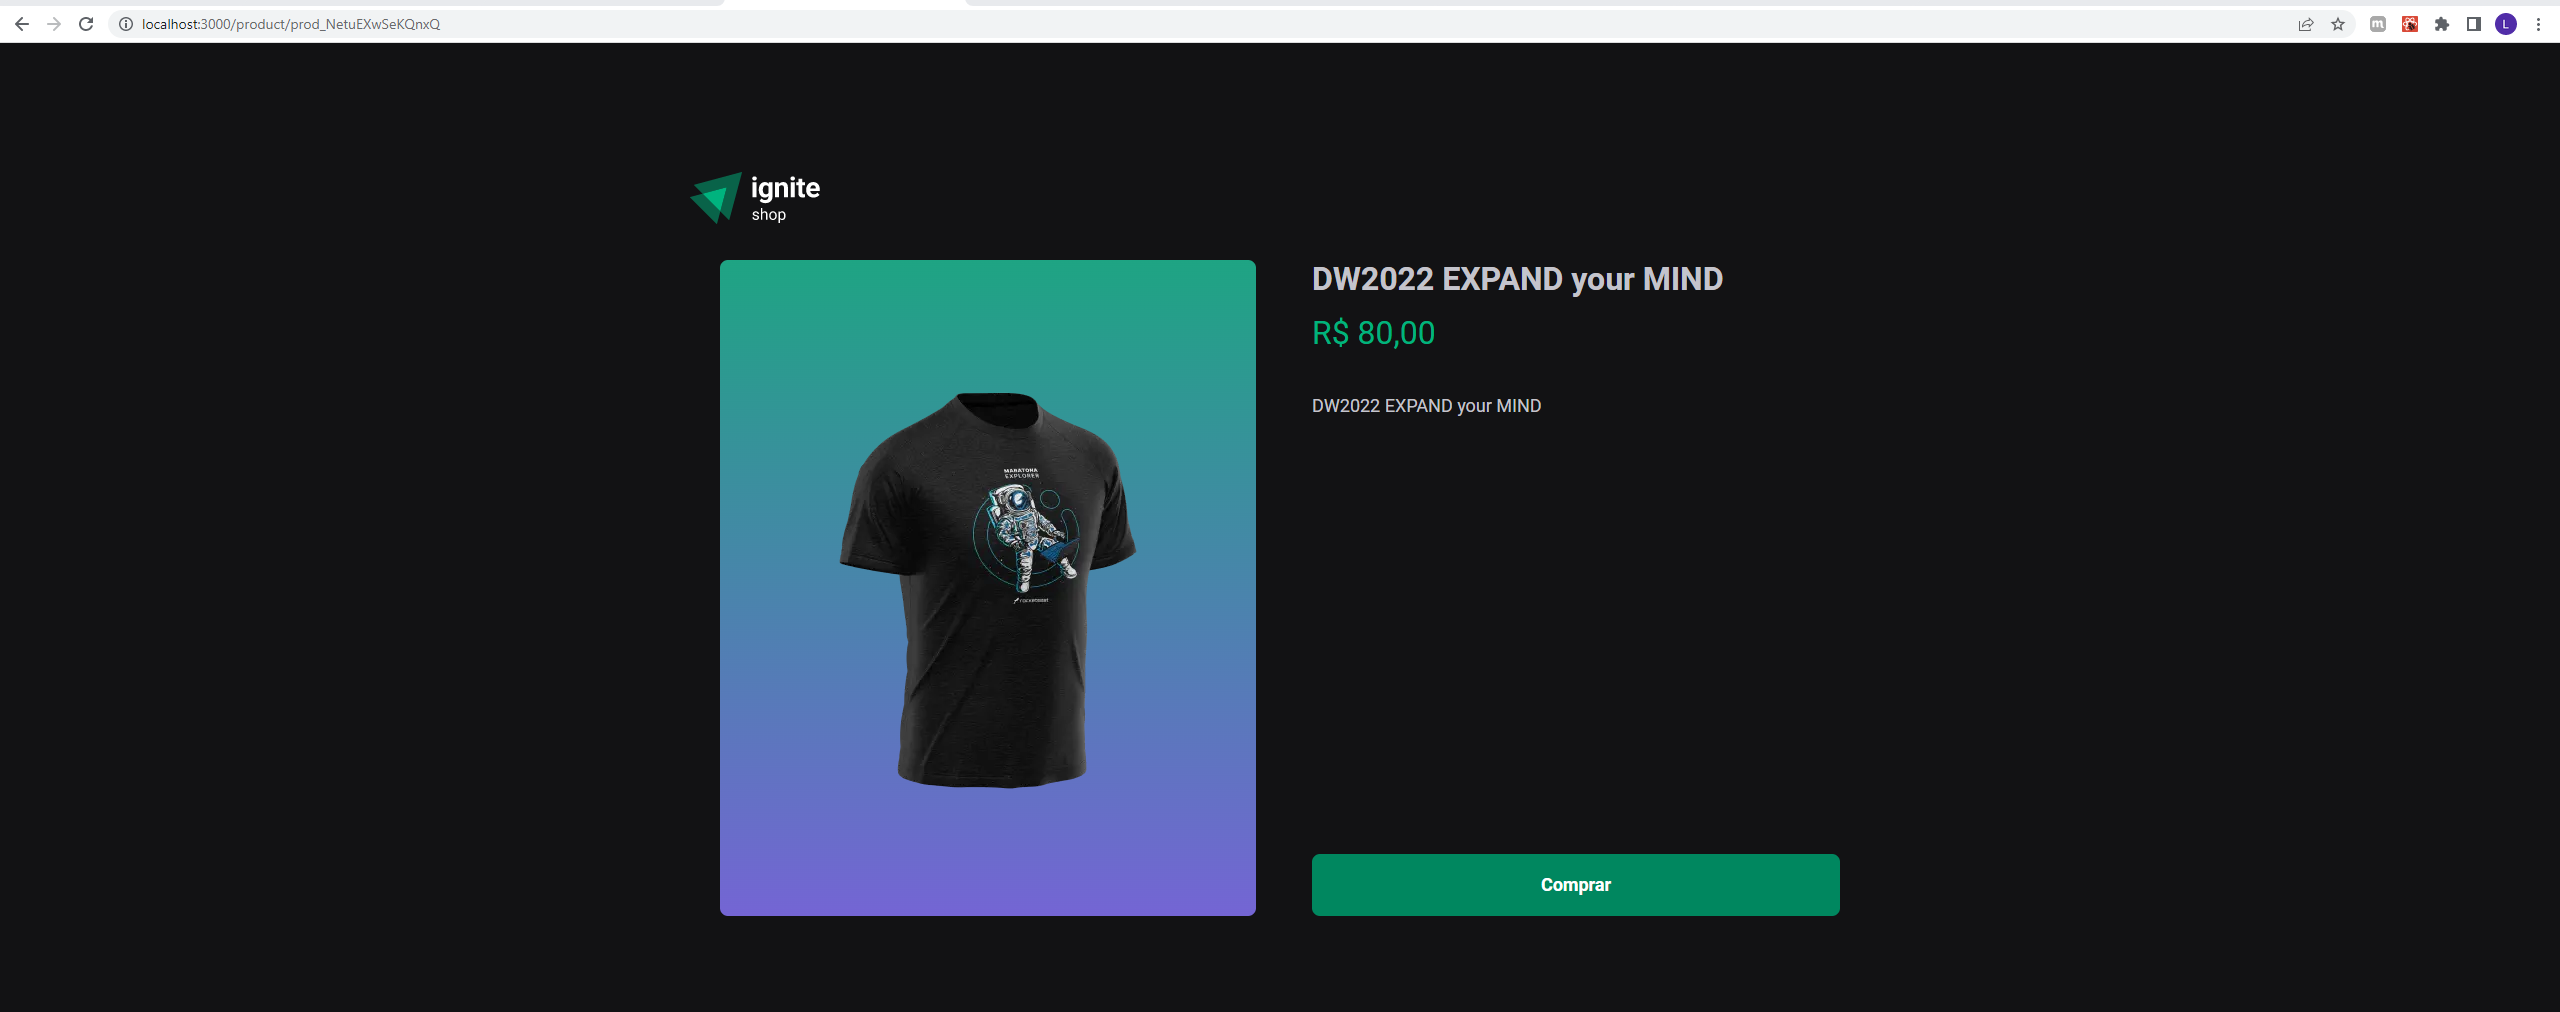 localhost:3000/product/prod_NetuEXwSeKQnxQ
L
ignite
shop
DW2022 EXPAND your MIND
R$ 80,00
DW2022 EXPAND your MIND
MARATONA
EXPLORER
rocketseat
Comprar